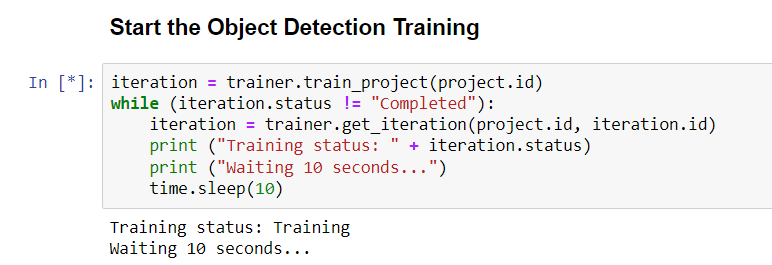 Start the Object Detection Training
In [*]: iteration = trainer.train_project(project.id)
while (iteration.status != "Completed"):
    iteration = trainer.get_iteration(project.id, iteration.id)
    print ("Training status: " + iteration.status)
    print ("Waiting 10 seconds...")
    time.sleep(10)
Training status: Training
Waiting 10 seconds...